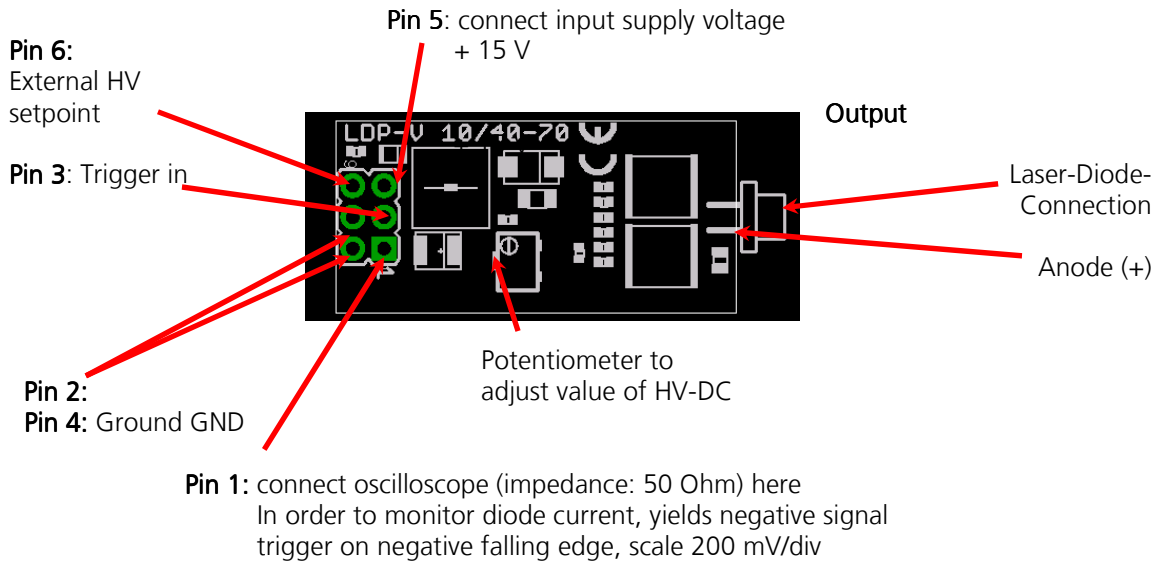 Pin 5: connect input supply voltage
+ 15 V
Pin 6:
External HV
setpoint
LDP-V 10/40-70
Output
Pin 3: Trigger in
Laser-Diode-
Connection
Anode (+)
Potentiometer to
adjust value of HV-DC
Pin 2:
Pin 4: Ground GND
Pin 1: connect oscilloscope (impedance: 50 Ohm) here
In order to monitor diode current, yields negative signal
trigger on negative falling edge, scale 200 mV/div